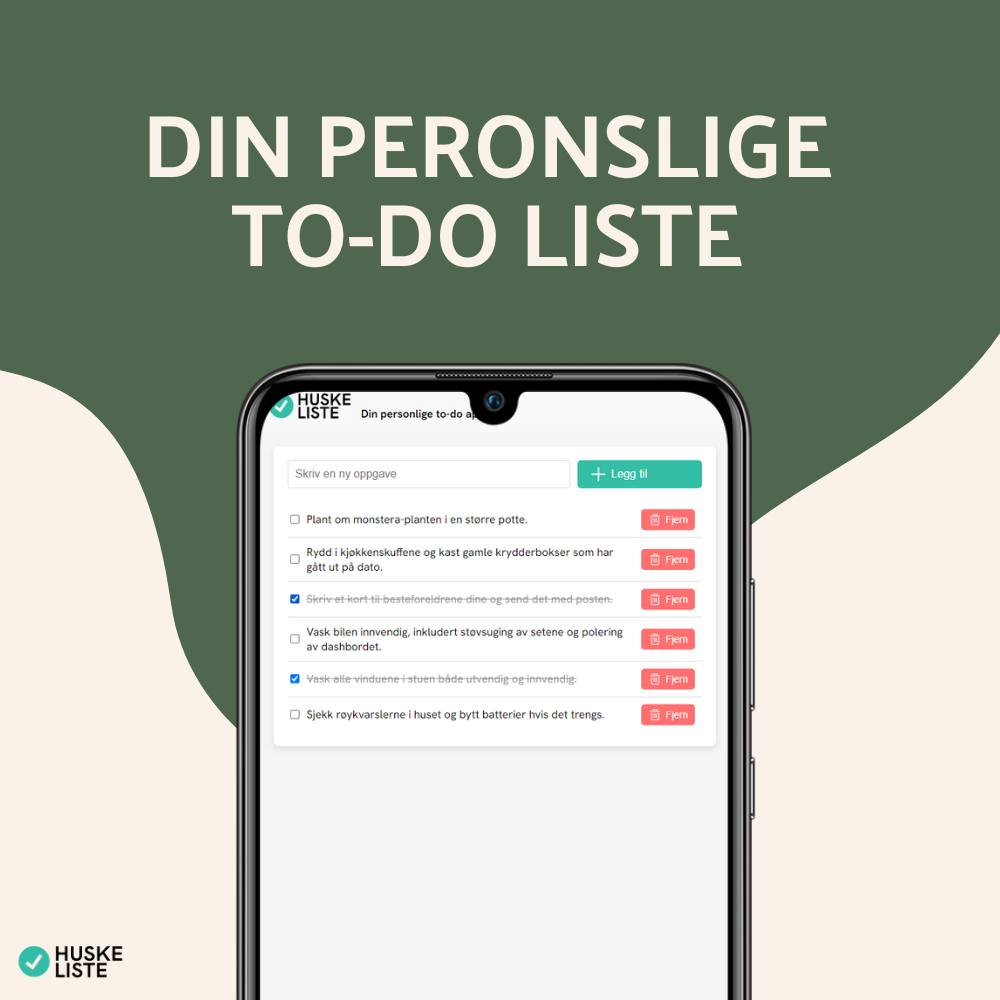 DIN PERONSLIGE
TO-DO LISTE
HUSKE
LISTE
Din personlige to-do
Skriv en ny oppgave
Legg til
Plant om monstera-planten i en større potte.
Fjern
Rydd i kjøkkenskuffene og kast gamle krydderbokser som har
gått ut på dato.
Fjern
Skriv et kort til besteforeldrene dine og send det med posten.
Fjern
Vask bilen innvendig, inkludert støvsuging av setene og polering
av dashbordet.
Fjern
Vask alle vinduene i stuen både utvendig og innvendig.
Fjern
Sjekk røykvarslerne i huset og bytt batterier hvis det trengs.
Fjern
HUSKE
LISTE